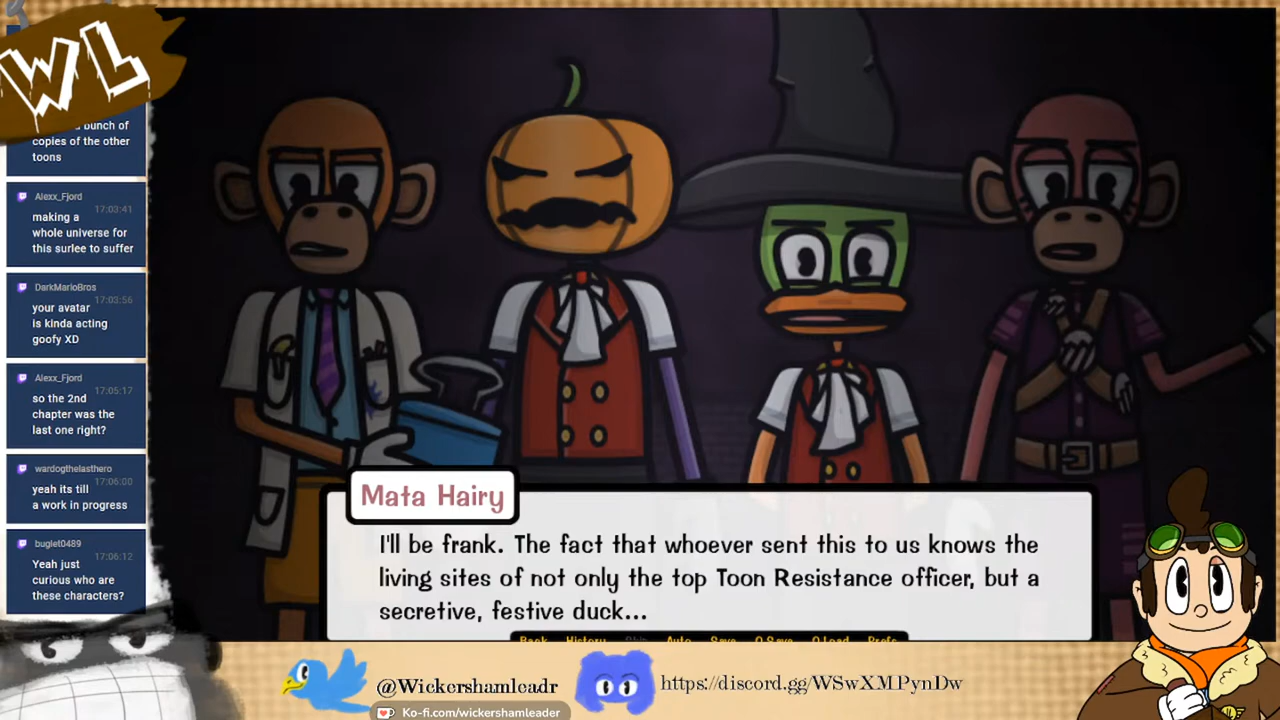 WL
bunch of
copies of the other
toons
Alexx_Fjord
17:03:41
making a
whole universe for
this surlee to suffer
DarkMarioBros
17:03:56
your avatar
is kinda acting
goofy XD
Alexx_Fjord
17:05:17
so the 2nd
chapter was the
last one right?
wardogthelasthero
17:06:00
yeah its till
a work in progress
buglet0489
17:06:12
Yeah just
curious who are
these characters?
Mata Hairy
I'll be frank. The fact that whoever sent this to us knows the
living sites of not only the top Toon Resistance officer, but a
secretive, festive duck...
Back History Skip Auto Save Q.Save Q.Load Prefs
@Wickershamleadr
https://discord.gg/WSwXMPynDw
Ko-fi.com/wickershamleader